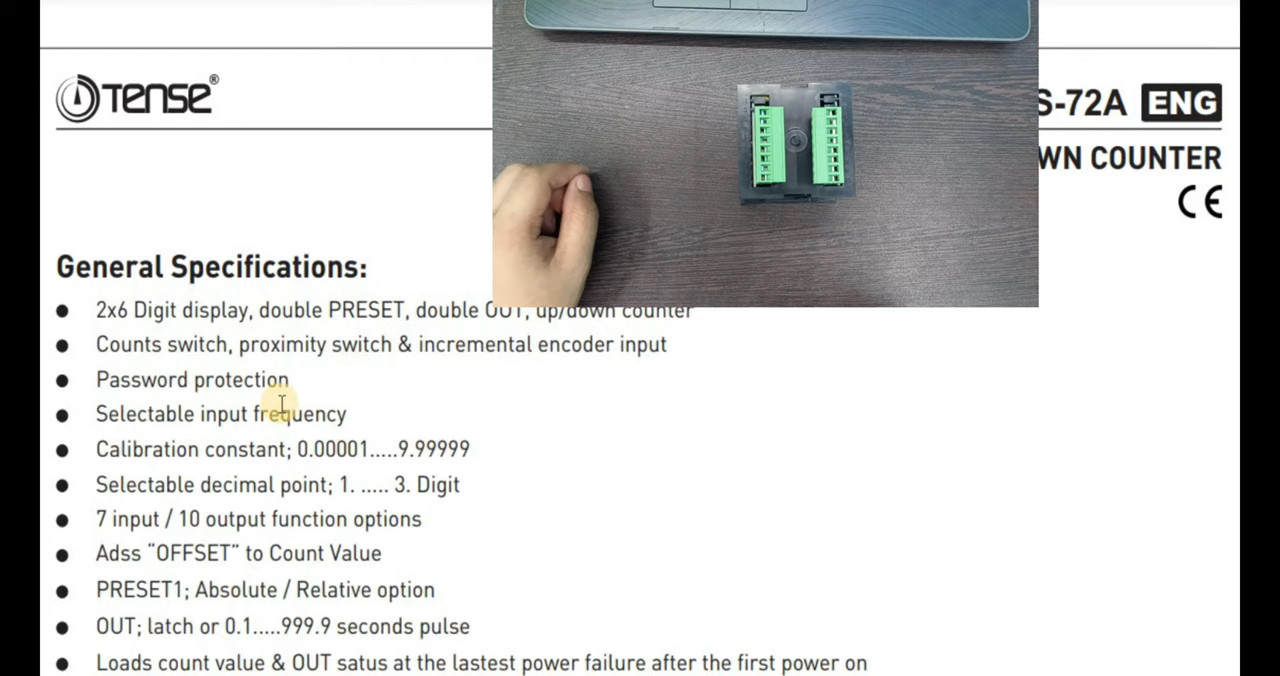 TENSE®
S-72A ENG
WN COUNTER
CE
General Specifications:
● 2x6 Digit display, double PRESET, double OUT, up/down counter
● Counts switch, proximity switch & incremental encoder input
● Password protection
● Selectable input frequency
● Calibration constant; 0.00001.....9.99999
● Selectable decimal point; 1. ..... 3. Digit
● 7 input / 10 output function options
● Adss “OFFSET” to Count Value
● PRESET1; Absolute / Relative option
● OUT; latch or 0.1.....999.9 seconds pulse
● Loads count value & OUT satus at the lastest power failure after the first power on